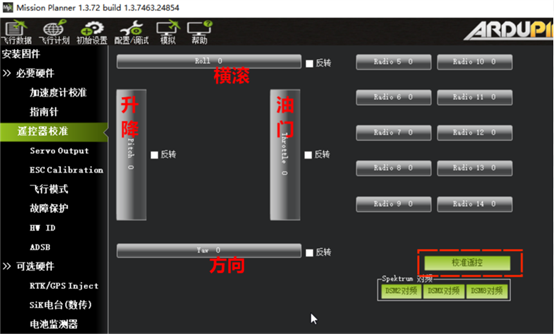 Mission Planner 1.3.72 build 1.3.7463.24854
飞行数据 飞行计划 初始设置 配置/调试 模拟 帮助
ARDUPI
安装固件
>> 必要硬件
加速度计校准
指南针
遥控器校准
Servo Output
ESC Calibration
飞行模式
故障保护
HW ID
ADSB
>> 可选硬件
RTK/GPS Inject
SiK电台(数传)
电池监测器
Roll 0
反转
横滚
升降
Pitch 0
反转
油门
Throttle 0
反转
Yaw 0
反转
方向
Radio 5 0 Radio 10 0
Radio 6 0 Radio 11 0
Radio 7 0 Radio 12 0
Radio 8 0 Radio 13 0
Radio 9 0 Radio 14 0
校准遥控
Spektrum 对频
DSM2对频 DSMX对频 DSM8对频